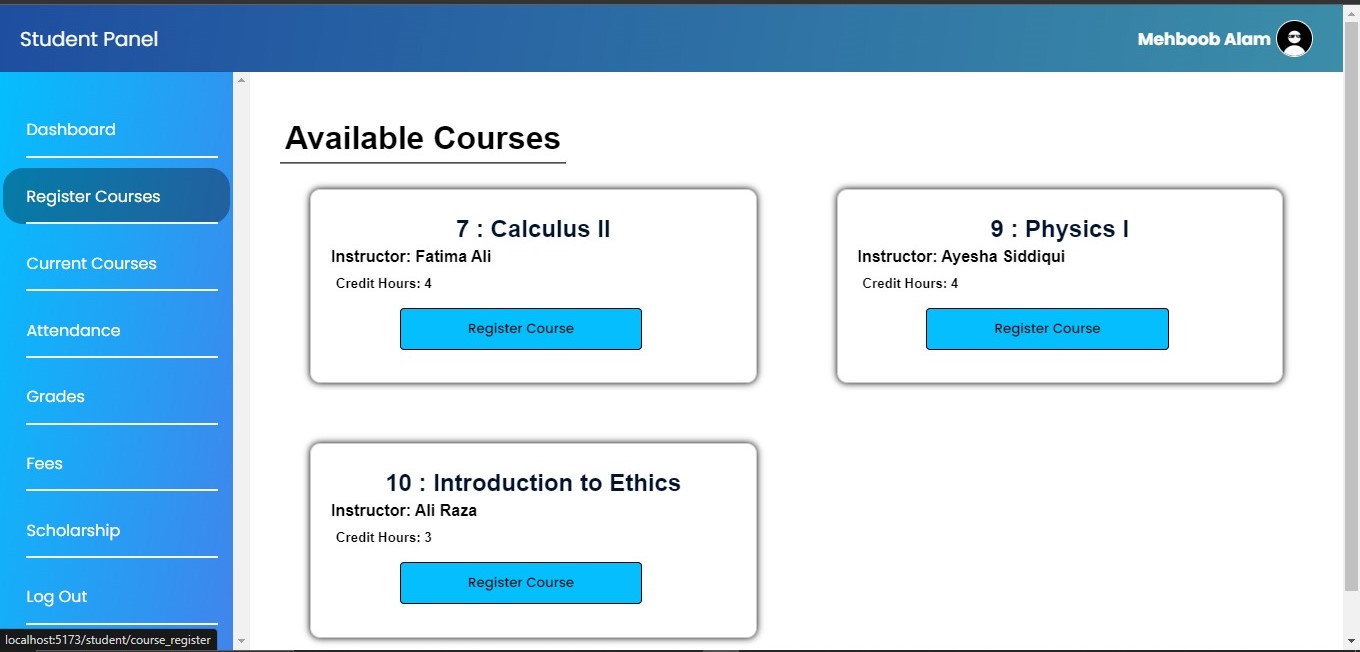 Student Panel
Mehboob Alam
Dashboard
Register Courses
Current Courses
Attendance
Grades
Fees
Scholarship
Log Out
Available Courses
7 : Calculus II
Instructor: Fatima Ali
Credit Hours: 4
Register Course
9 : Physics I
Instructor: Ayesha Siddiqui
Credit Hours: 4
Register Course
10 : Introduction to Ethics
Instructor: Ali Raza
Credit Hours: 3
Register Course
localhost:5173/student/course_register